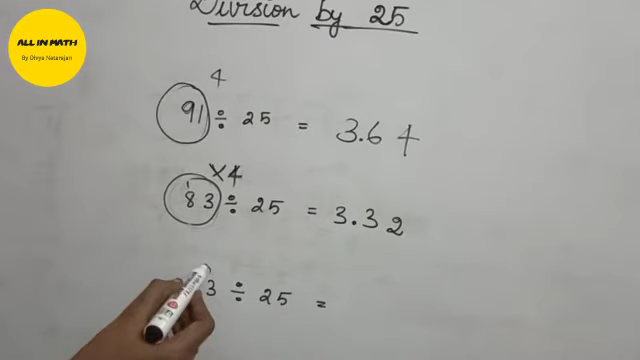 ALL IN MATH
By Divya Natarajan
Division by 25
4
91 ÷ 25 = 3.64
×4
1
83 ÷ 25 = 3.32
3 ÷ 25 =